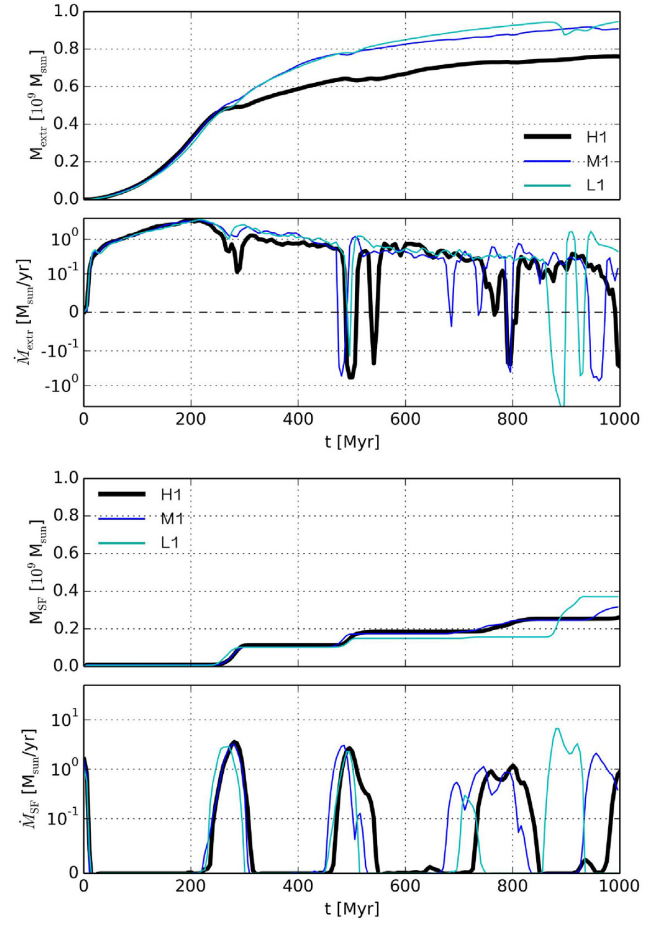 1.0
0.8
0.6
0.4
0.2
0.0
M_extr [10^9 M_sun]
H1
M1
L1
10^0
10^-1
0
-10^-1
-10^0
Ṁ_extr [M_sun/yr]
0 200 400 600 800 1000
t [Myr]
1.0
0.8
0.6
0.4
0.2
0.0
M_SF [10^9 M_sun]
H1
M1
L1
10^1
10^0
10^-1
0
Ṁ_SF [M_sun/yr]
0 200 400 600 800 1000
t [Myr]